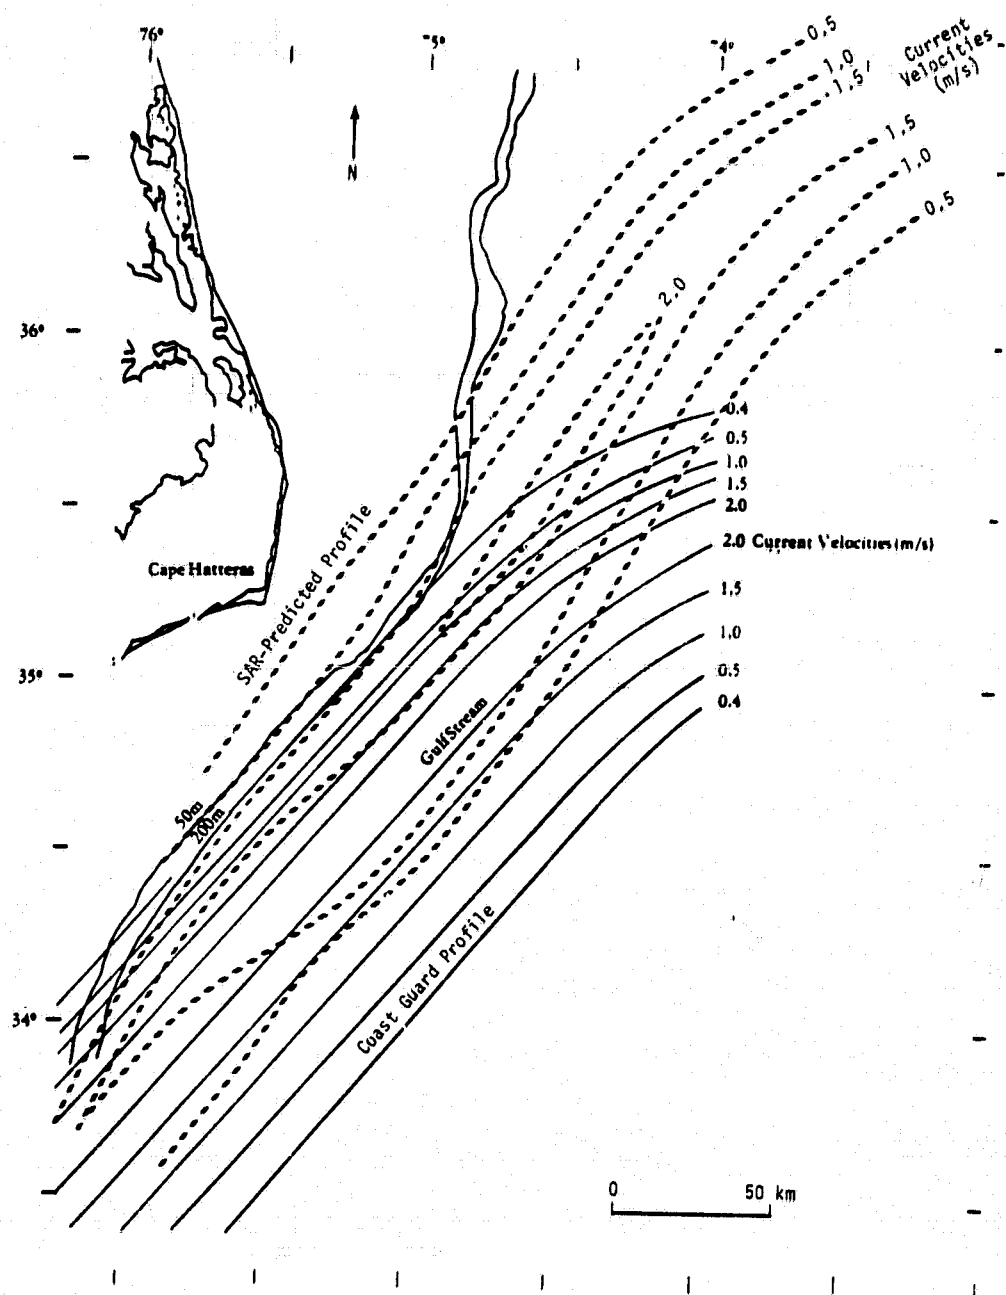 76°
-5°
-4°
0,5
1,0
1,5
Current
Velocities
(m/s)
1,5
1,0
0,5
N
2,0
36°
0.4
0.5
1.0
1.5
2.0
2.0 Current Velocities (m/s)
1.5
1.0
0.5
0.4
Cape Hatteras
SAR-Predicted Profile
35°
Gulf Stream
50m
200m
Coast Guard Profile
34°
0 50 km